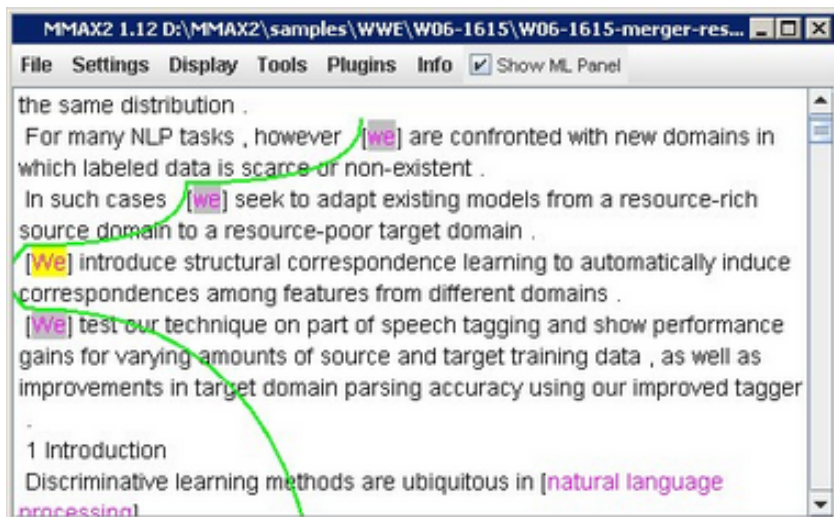 MMAX2 1.12 D:\MMAX2\samples\WWE\W06-1615\W06-1615-merger-res...
File Settings Display Tools Plugins Info Show ML Panel
the same distribution .
For many NLP tasks , however , [we] are confronted with new domains in
which labeled data is scarce or non-existent .
In such cases , [we] seek to adapt existing models from a resource-rich
source domain to a resource-poor target domain .
[We] introduce structural correspondence learning to automatically induce
correspondences among features from different domains .
[We] test our technique on part of speech tagging and show performance
gains for varying amounts of source and target training data , as well as
improvements in target domain parsing accuracy using our improved tagger
.
1 Introduction
Discriminative learning methods are ubiquitous in [natural language
processing]